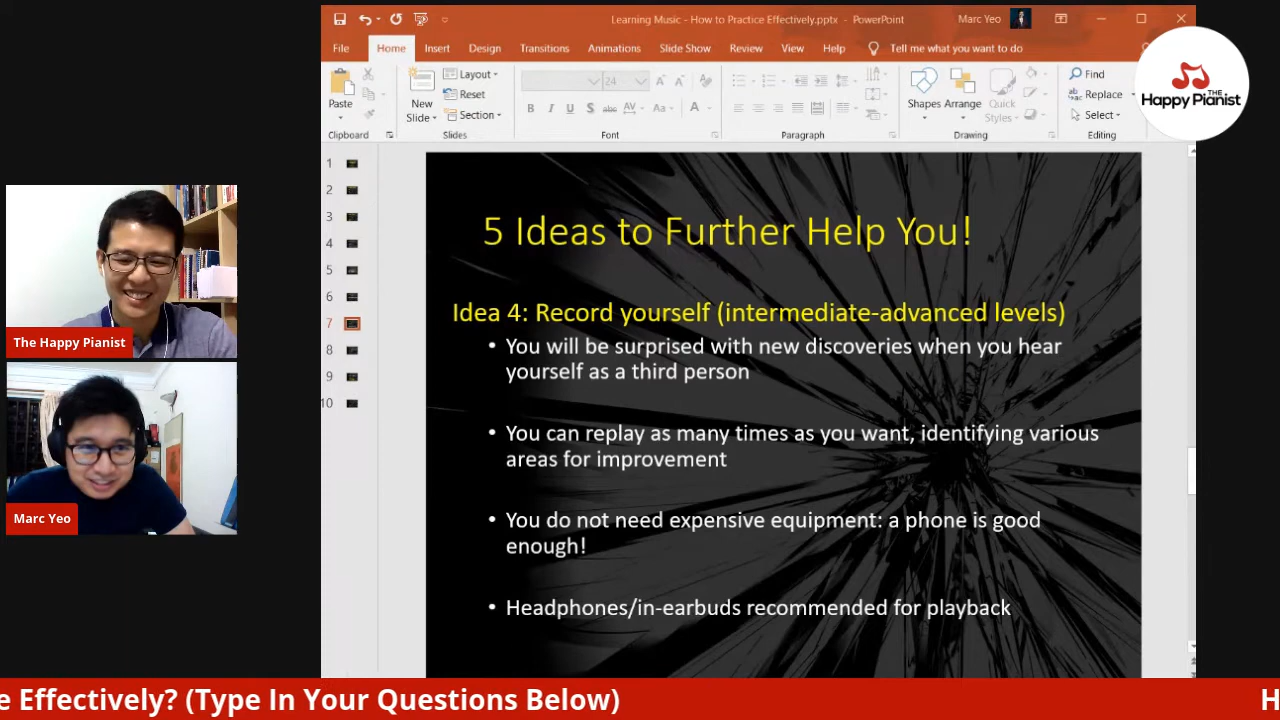 Learning Music - How to Practice Effectively.pptx - PowerPoint
Marc Yeo
File
Home
Insert
Design
Transitions
Animations
Slide Show
Review
View
Help
Tell me what you want to do
Paste
Clipboard
New
Slide
Layout
Reset
Section
Slides
24
B I U S abc AV Aa A
Font
Paragraph
Shapes
Arrange
Quick
Styles
Drawing
Find
Replace
Select
Editing
THE
Happy Pianist
1
2
3
4
5
6
7
8
9
10
The Happy Pianist
Marc Yeo
5 Ideas to Further Help You!
Idea 4: Record yourself (intermediate-advanced levels)
• You will be surprised with new discoveries when you hear
yourself as a third person
• You can replay as many times as you want, identifying various
areas for improvement
• You do not need expensive equipment: a phone is good
enough!
• Headphones/in-earbuds recommended for playback
e Effectively? (Type In Your Questions Below)
H